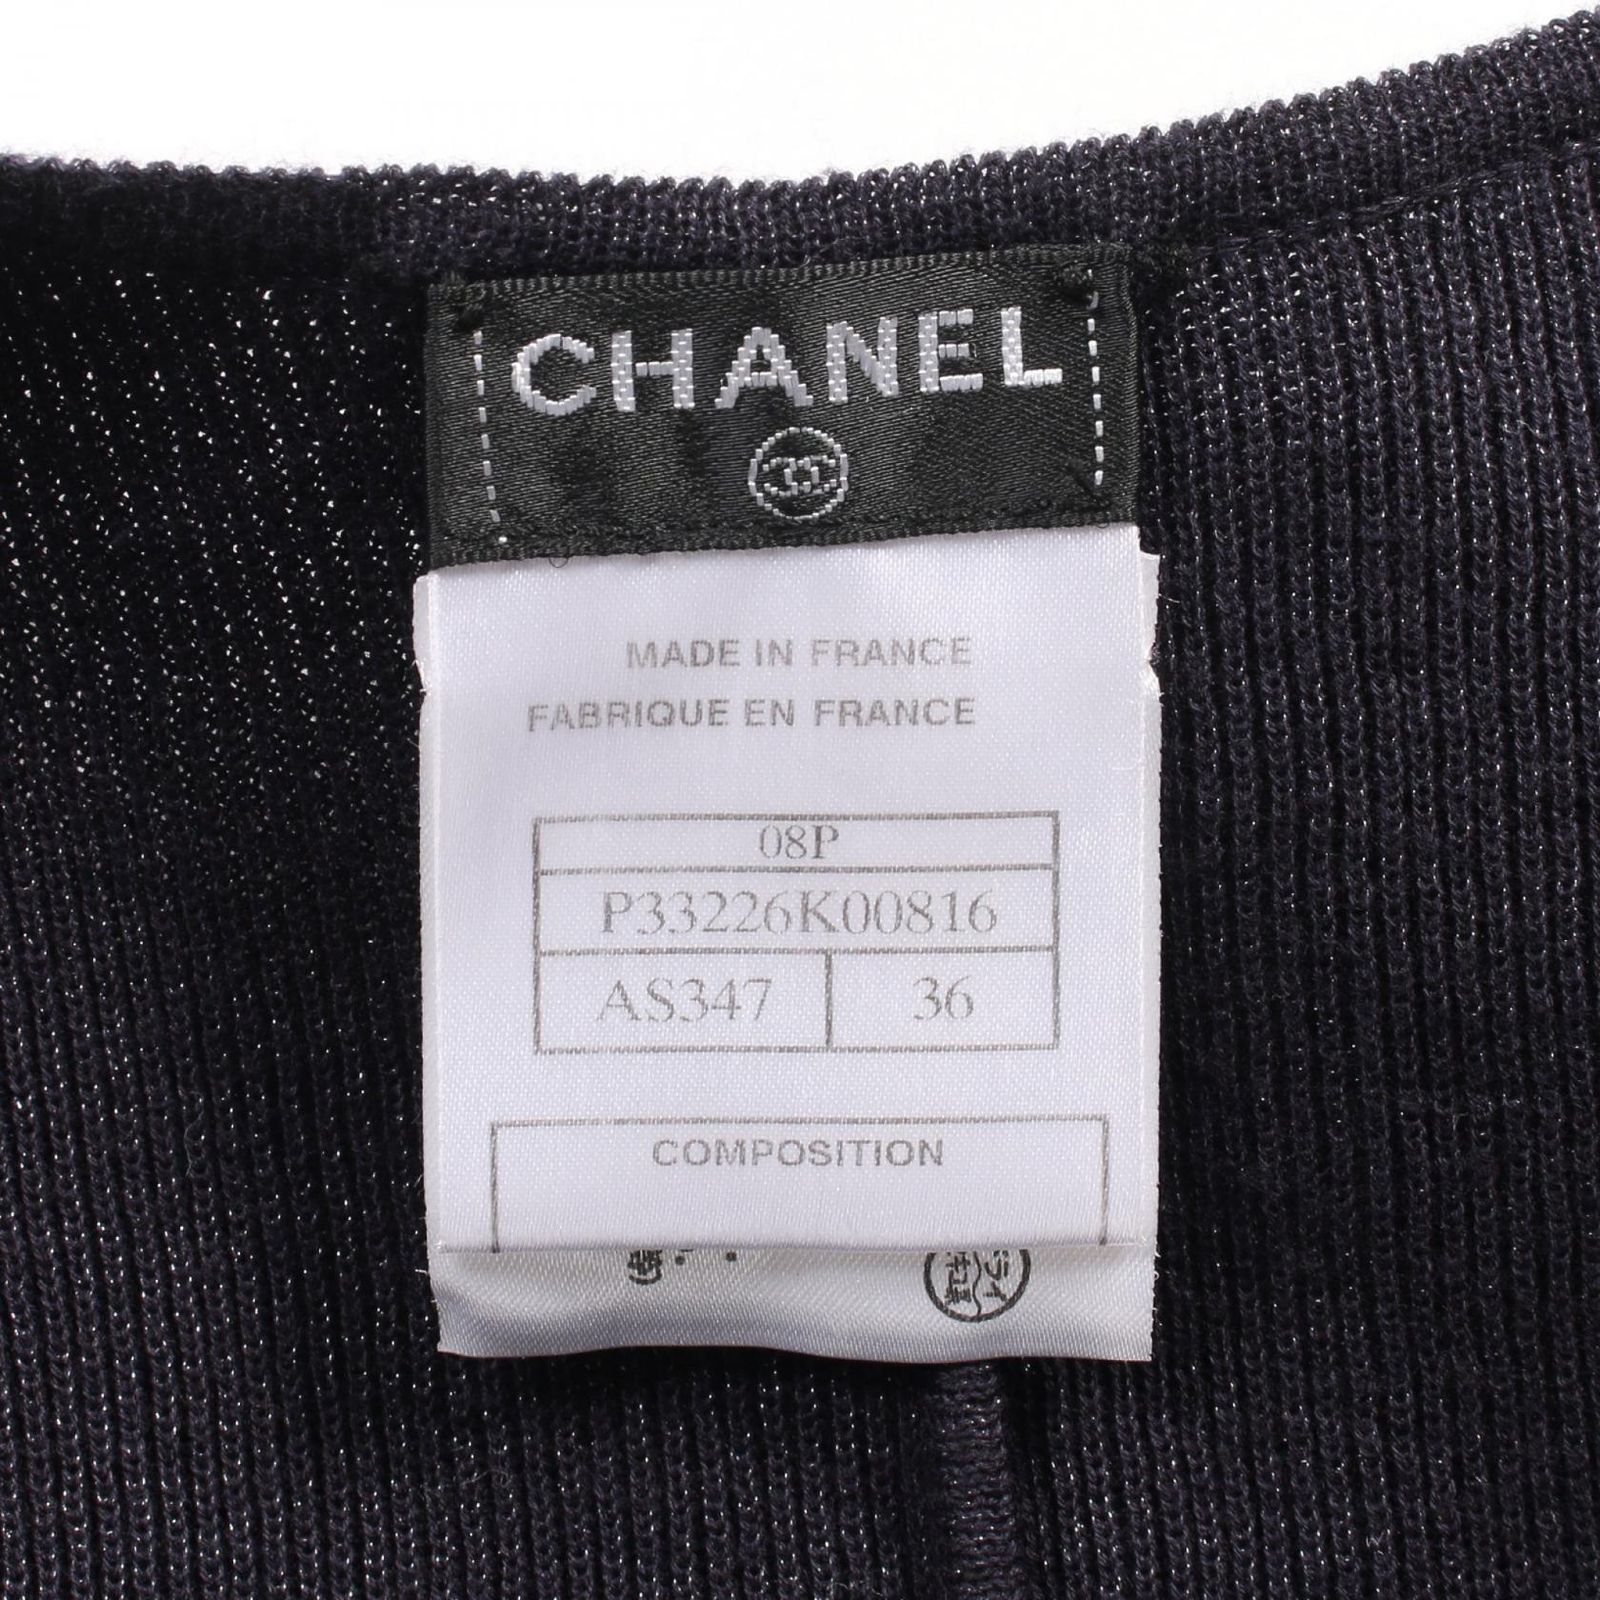 CHANEL
MADE IN FRANCE
FABRIQUE EN FRANCE
08P
P33226K00816
AS347 36
COMPOSITION